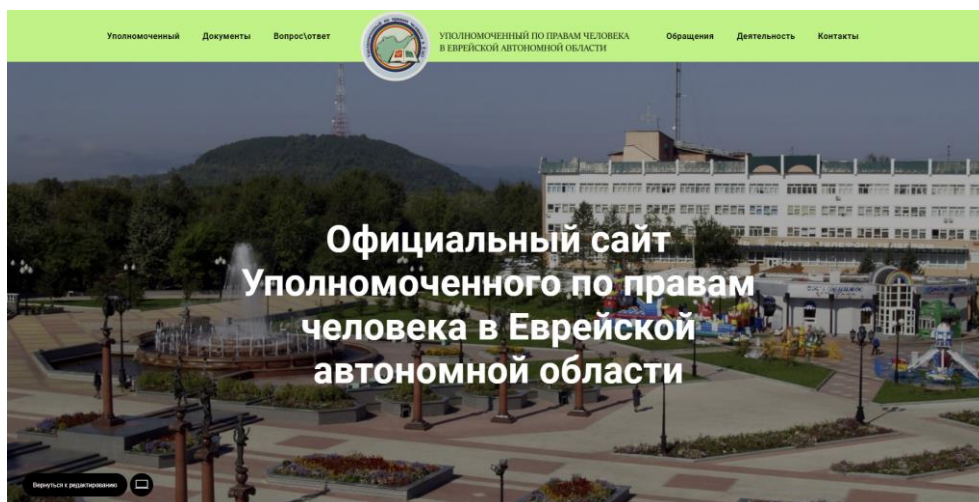 Уполномоченный
Документы
Вопрос\ответ
УПОЛНОМОЧЕННЫЙ ПО ПРАВАМ ЧЕЛОВЕКА
В ЕВРЕЙСКОЙ АВТОНОМНОЙ ОБЛАСТИ
Обращения
Деятельность
Контакты
Официальный сайт
Уполномоченного по правам
человека в Еврейской
автономной области
Вернуться к редактированию